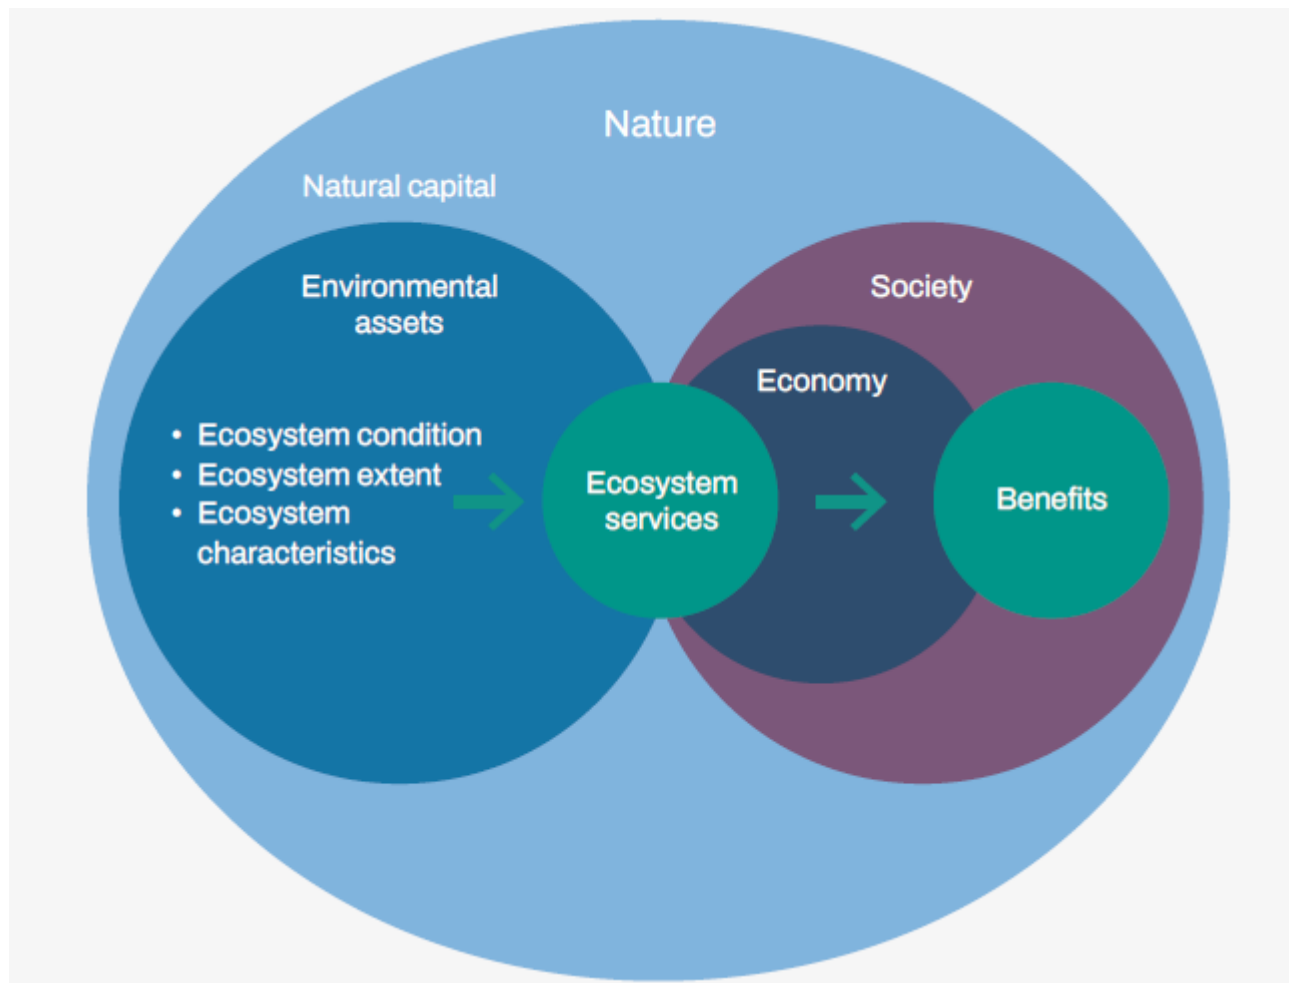 Nature
Natural capital
Environmental
assets
• Ecosystem condition
• Ecosystem extent
• Ecosystem
characteristics
Ecosystem
services
Society
Economy
Benefits